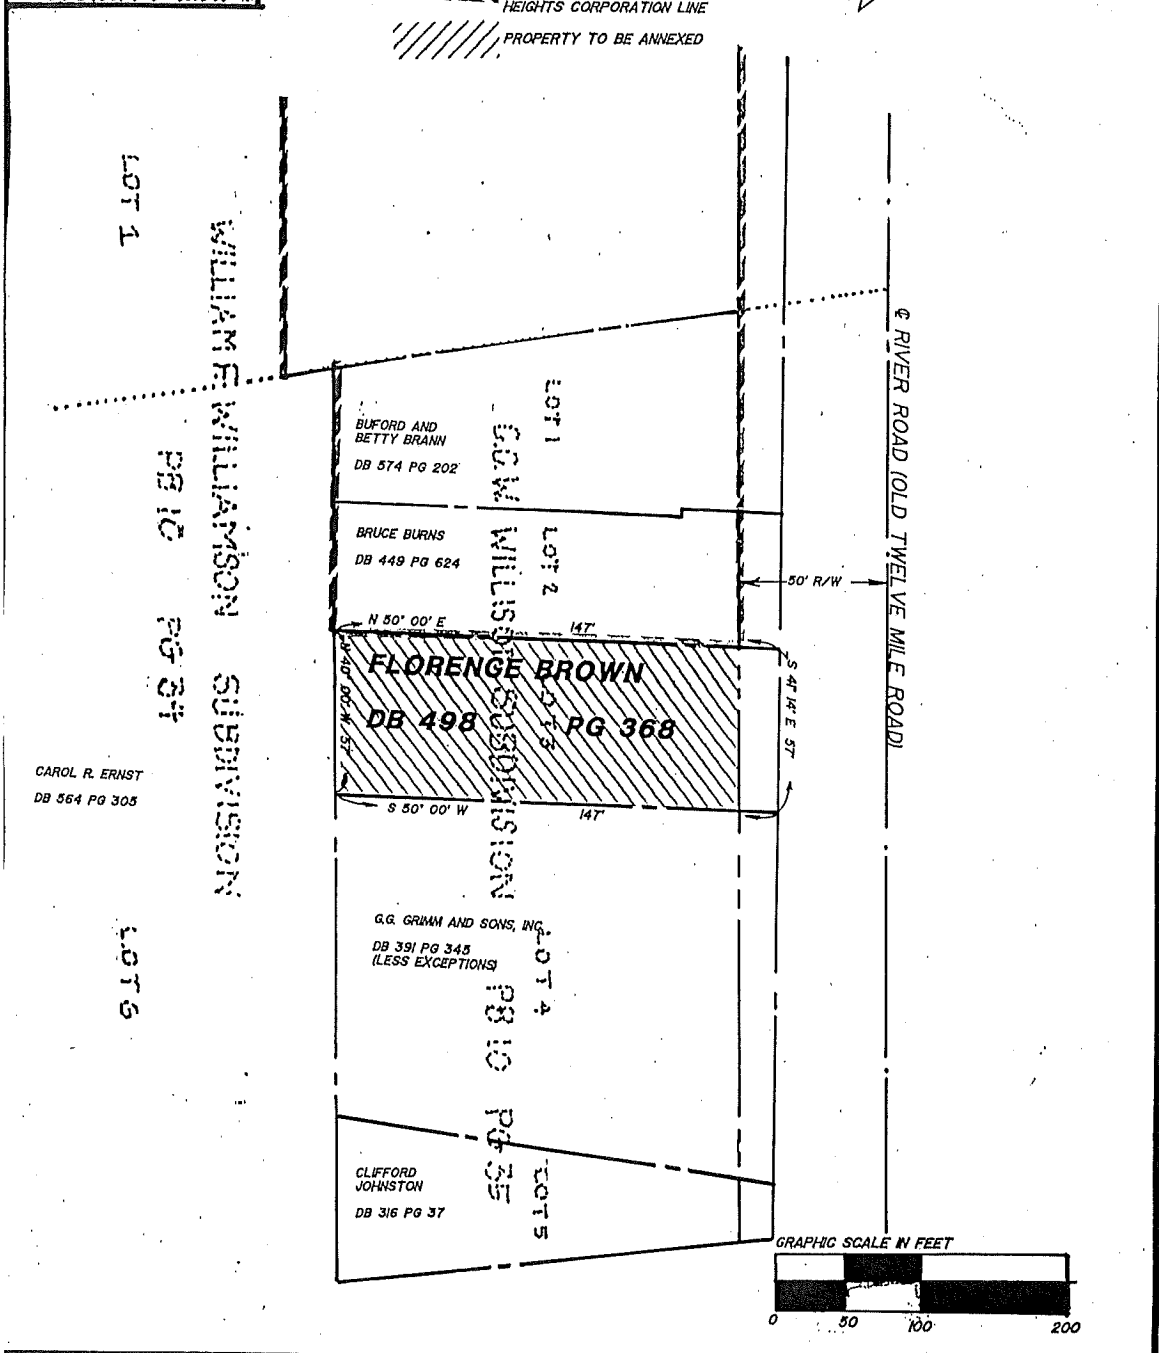 HEIGHTS CORPORATION LINE
PROPERTY TO BE ANNEXED
LOT 1
WILLIAM F. WILLIAMSON SUBDIVISION
PB 10 PG 37
CAROL R. ERNST
DB 564 PG 305
LOT 6
BUFORD AND
BETTY BRANN
DB 574 PG 202
LOT 1
G.W. WILLISON SUBDIVISION
BRUCE BURNS
DB 449 PG 624
LOT 2
50' R/W
℄ RIVER ROAD (OLD TWELVE MILE ROAD)
N 50° 00' E
147'
FLORENCE BROWN
DB 498 PG 368
LOT 3
N 40° 00' W 57'
S 41° 14' E 57'
S 50° 00' W
147'
G.G. GRIMM AND SONS, INC.
DB 391 PG 345
(LESS EXCEPTIONS)
LOT 4
PB 10 PG 35
CLIFFORD
JOHNSTON
DB 316 PG 37
LOT 5
GRAPHIC SCALE IN FEET
0 50 100 200